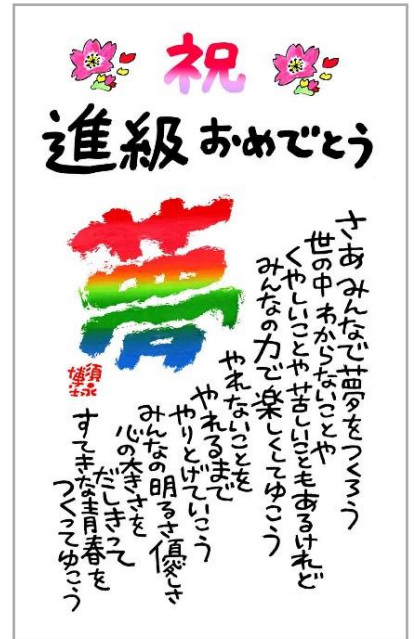 祝
進級おめでとう
夢
さあみんなで夢をつくろう
世の中わからないことや
くやしいことや苦しいこともあるけれど
みんなの力で楽しくしてゆこう
やれないことを
やれるまで
やりとげていこう
みんなの明るさ優しさ
心の大きさを
だしきって
すてきな青春を
つくってゆこう
須永博士